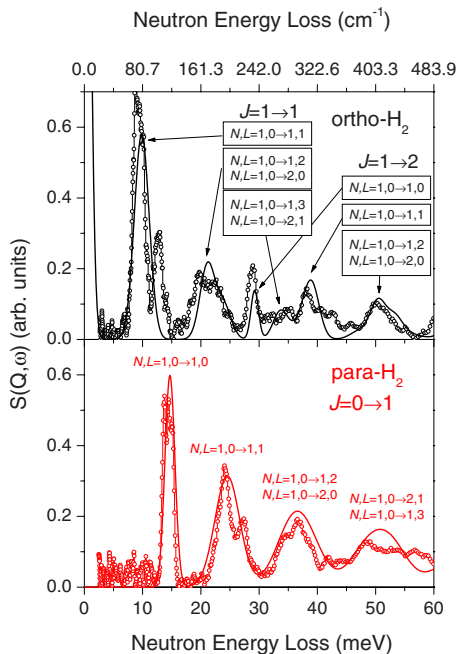 Neutron Energy Loss (cm⁻¹)
0.0 80.7 161.3 242.0 322.6 403.3 483.9
J=1→1
ortho-H₂
N,L=1,0→1,1
J=1→2
N,L=1,0→1,2
N,L=1,0→2,0
N,L=1,0→1,0
N,L=1,0→1,3
N,L=1,0→2,1
N,L=1,0→1,1
N,L=1,0→1,2
N,L=1,0→2,0
0.6
0.4
0.2
0.0
S(Q,ω) (arb. units)
N,L=1,0→1,0
para-H₂
J=0→1
N,L=1,0→1,1
N,L=1,0→1,2
N,L=1,0→2,0
N,L=1,0→2,1
N,L=1,0→1,3
0.6
0.4
0.2
0.0
0 10 20 30 40 50 60
Neutron Energy Loss (meV)